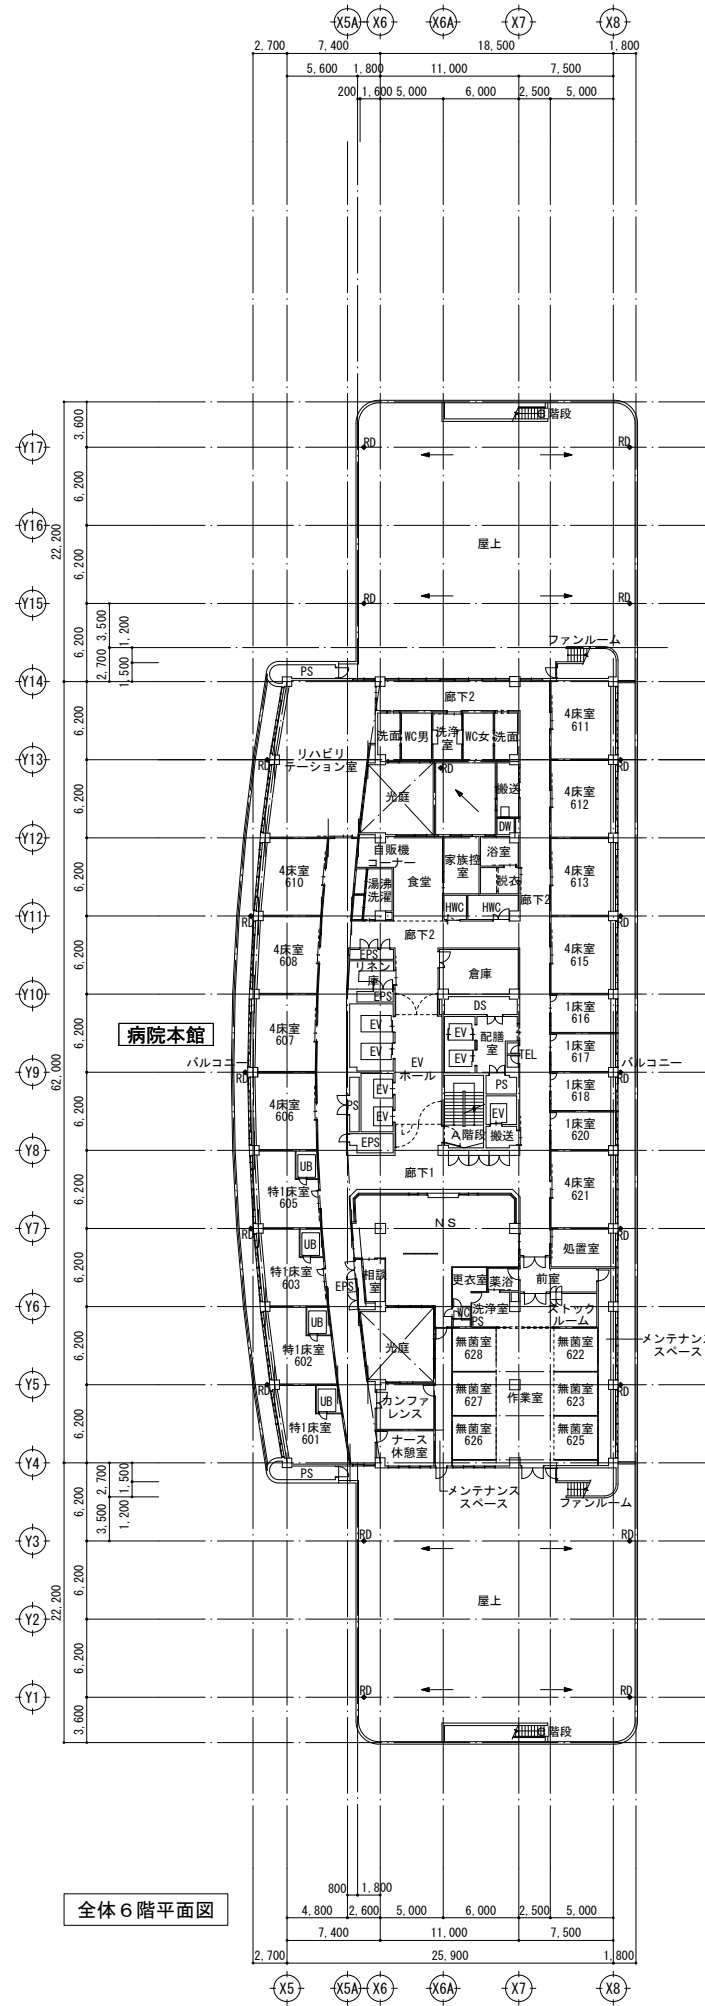 X5A X6 X6A X7 X8
2,700 7,400 18,500 1,800
5,600 1,800 11,000 7,500
200 1,600 5,000 6,000 2,500 5,000
3,600
階段
Y17 RD RD
6,200
Y16
22,200
屋上
6,200
Y15 RD RD
3,500 1,200
6,200
2,700 1,500
ファンルーム
PS
Y14
廊下2
6,200
4床室
611
洗面 WC男 洗浄室 WC女 洗面
リハビリ
テーション室
Y13 RD RD
光庭
搬送
4床室
612
6,200
DW
Y12
自販機
コーナー
家族控室
浴室
4床室
610
食堂
湯沸
洗濯
脱衣
4床室
613
6,200
HWC HWC
廊下2
Y11 RD RD
廊下2
EPS
リネン庫
倉庫
4床室
608
4床室
615
6,200
Y10
EPS
DS
1床室
616
病院本館
EV
EV
EV
EV
配膳室
4床室
607
EV
ホール
1床室
617
TEL
6,200
バルコニー バルコニー
Y9
62,000
RD RD
PS
EV
EV
PS
EV
1床室
618
4床室
606
A階段
搬送
EPS
1床室
620
6,200
Y8
廊下1
UB
特1床室
605
4床室
621
6,200
Y7 RD RD
NS
UB
処置室
特1床室
603
相談室
EPS
更衣室 薬浴
前室
6,200
Y6
WC
PS
洗浄室
ストック
ルーム
UB
光庭
特1床室
602
無菌室
628
無菌室
622
メンテナンス
スペース
6,200
Y5 RD RD
UB
カンファ
レンス
無菌室
627
作業室
無菌室
623
特1床室
601
ナース
休憩室
無菌室
626
無菌室
625
6,200
Y4
PS
メンテナンス
スペース
ファンルーム
2,700 1,500
3,500 1,200
6,200
Y3 RD RD
6,200
屋上
Y2
22,200
6,200
Y1 RD RD
3,600
階段
800 1,800
全体6階平面図
4,800 2,600 5,000 6,000 2,500 5,000
7,400 11,000 7,500
2,700 25,900 1,800
X5 X5A X6 X6A X7 X8